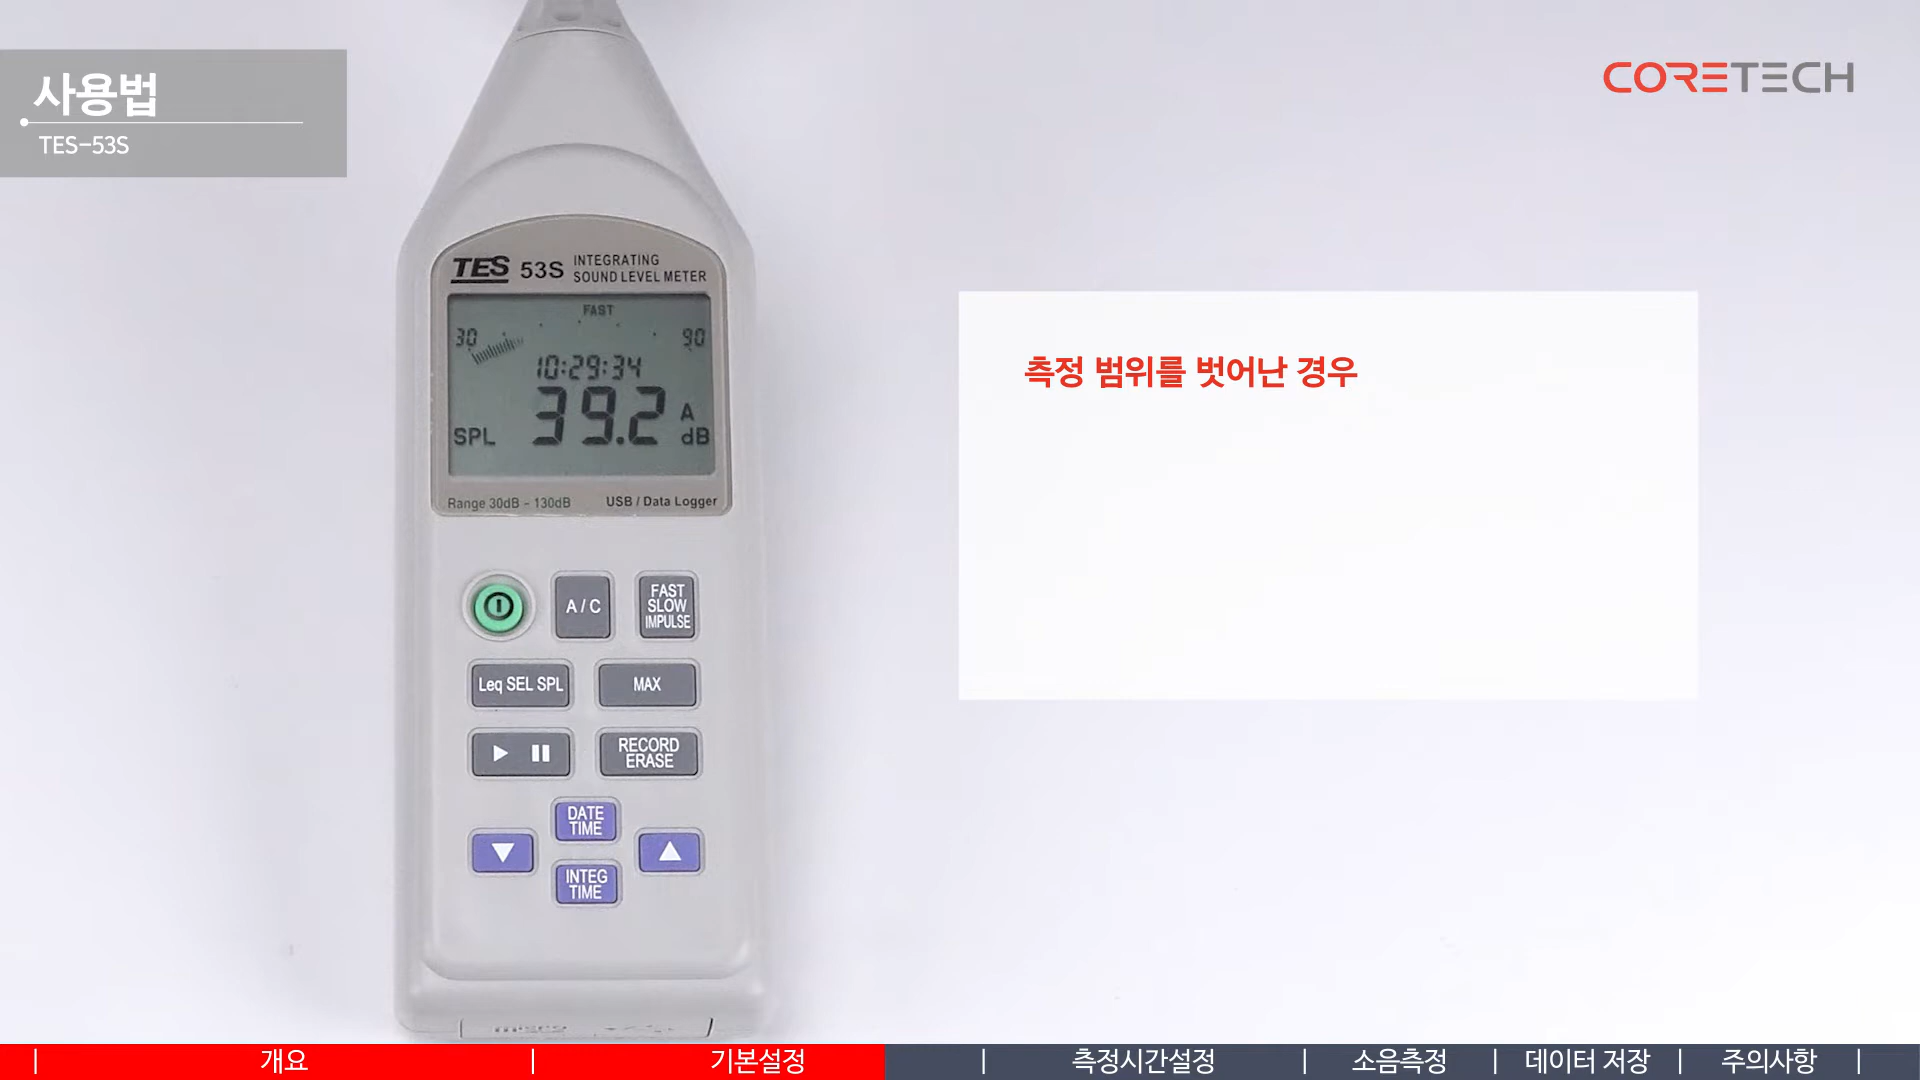 사용법
TES-53S
CORETECH
TES 53S INTEGRATING
SOUND LEVEL METER
FAST
30 90
10:29:34
39.2 A
SPL dB
Range 30dB - 130dB USB / Data Logger
A / C
FAST
SLOW
IMPULSE
Leq SEL SPL
MAX
RECORD
ERASE
DATE
TIME
INTEG
TIME
측정 범위를 벗어난 경우
개요 | 기본설정 | 측정시간설정 | 소음측정 | 데이터 저장 | 주의사항